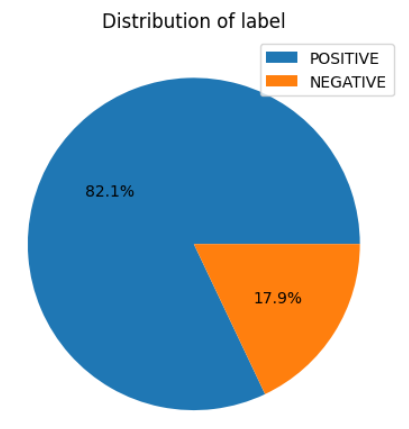 Distribution of label
POSITIVE
NEGATIVE
82.1%
17.9%